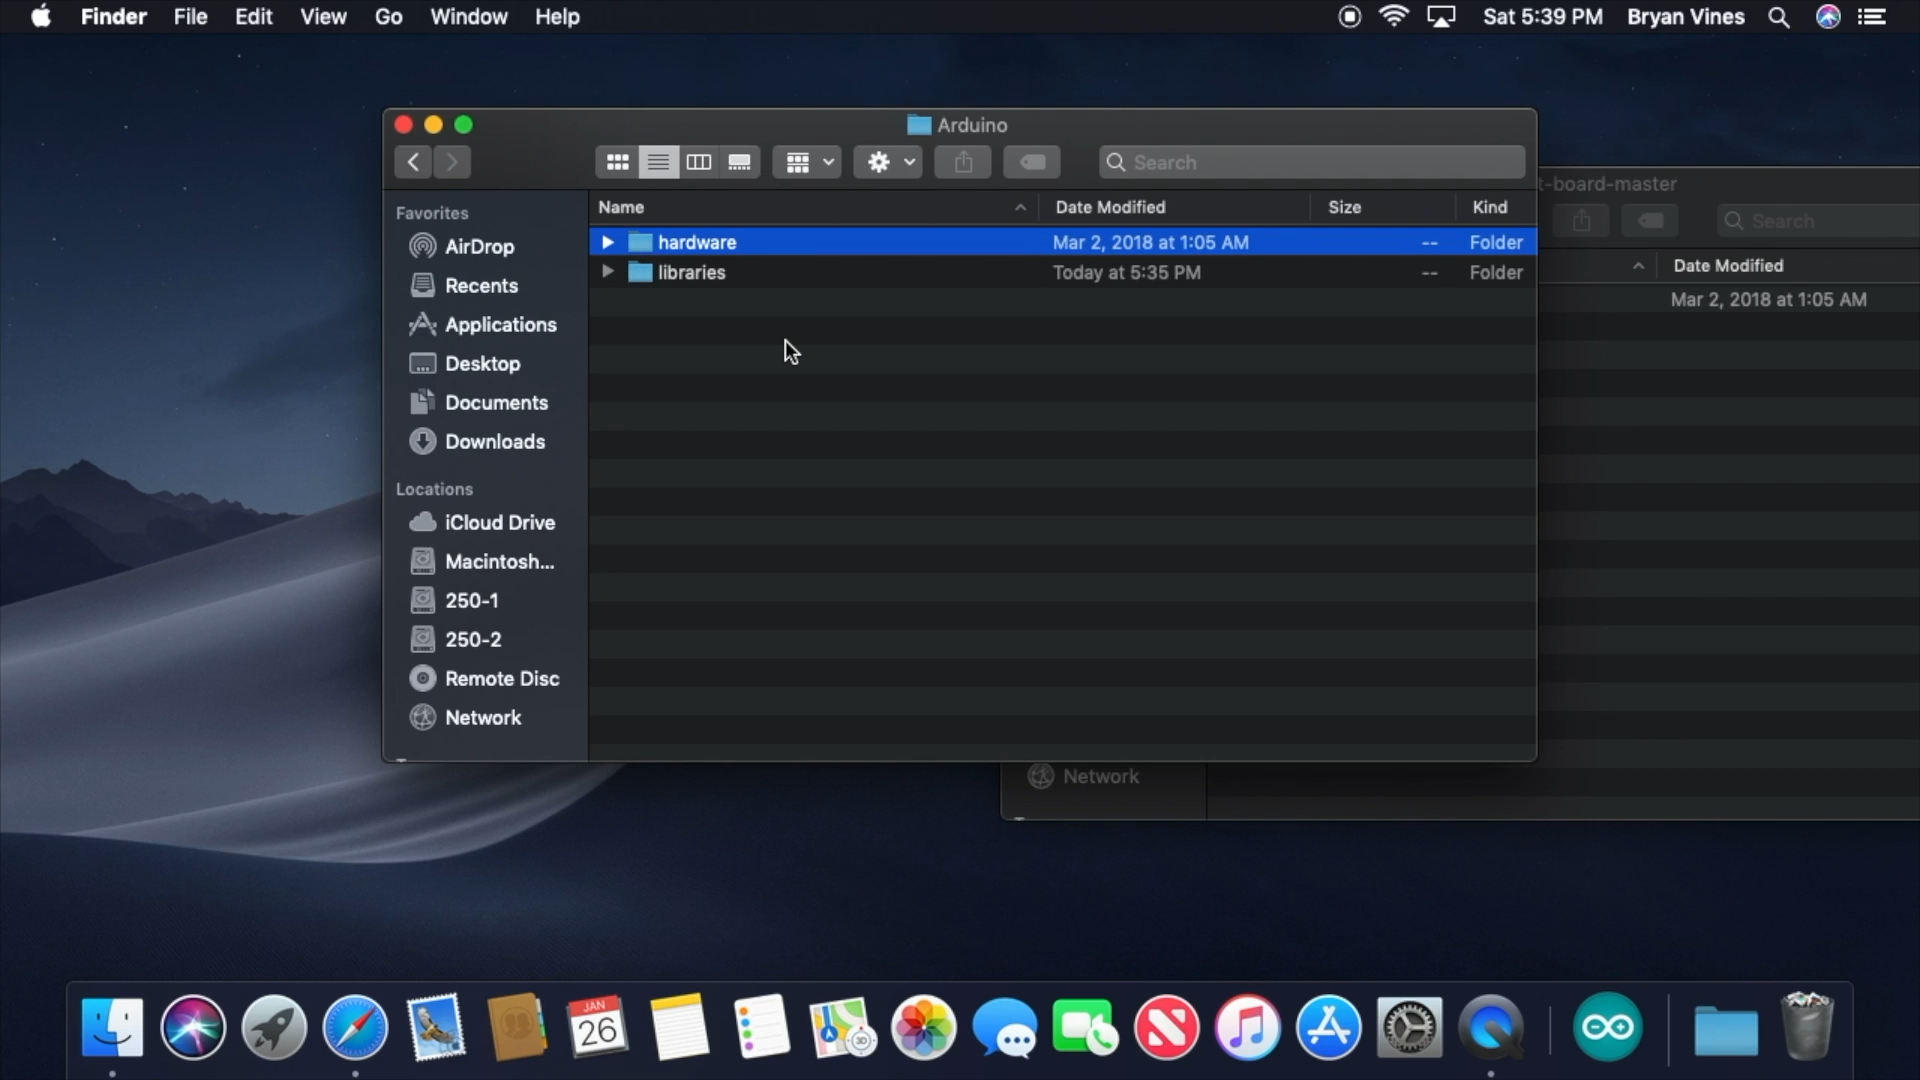 Finder File Edit View Go Window Help Sat 5:39 PM Bryan Vines
Arduino
Search
Favorites
AirDrop
Recents
Applications
Desktop
Documents
Downloads
Locations
iCloud Drive
Macintosh...
250-1
250-2
Remote Disc
Network
Name Date Modified Size Kind
hardware Mar 2, 2018 at 1:05 AM -- Folder
libraries Today at 5:35 PM -- Folder
t-board-master
Search
Date Modified
Mar 2, 2018 at 1:05 AM
Network
JAN
26
3D